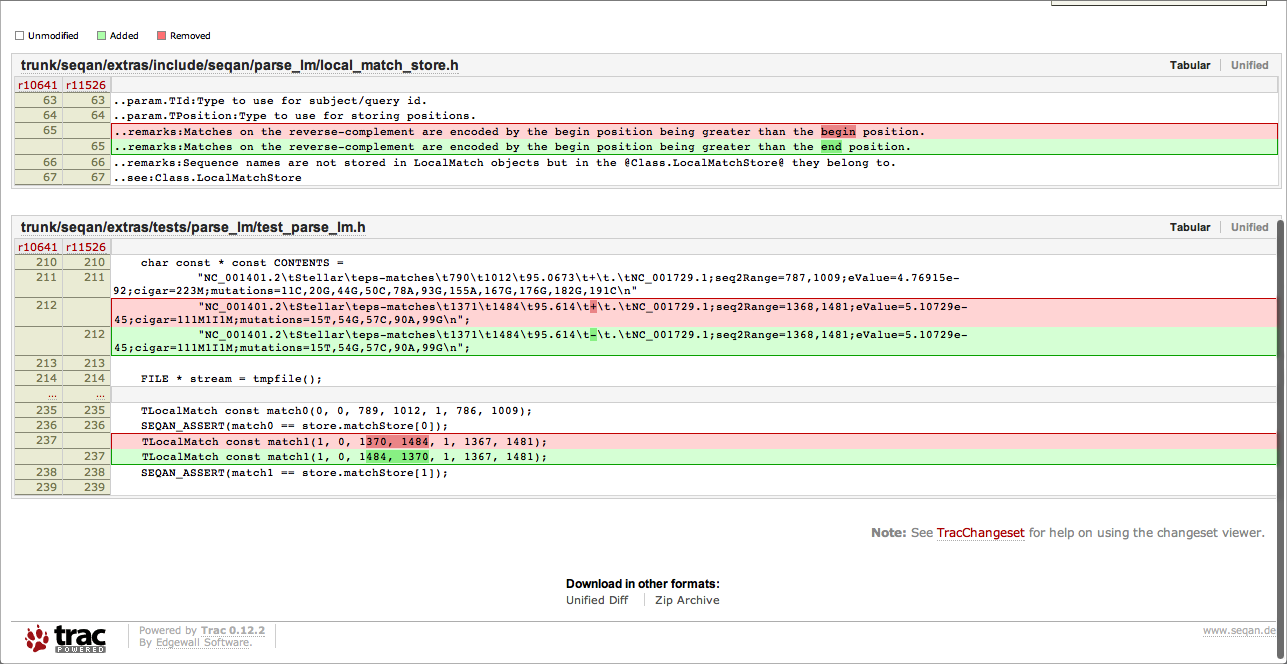 Unmodified Added Removed
trunk/seqan/extras/include/seqan/parse_lm/local_match_store.h Tabular Unified
r10641 r11526
63 63 ..param.TId:Type to use for subject/query id.
64 64 ..param.TPosition:Type to use for storing positions.
65 ..remarks:Matches on the reverse-complement are encoded by the begin position being greater than the begin position.
65 ..remarks:Matches on the reverse-complement are encoded by the begin position being greater than the end position.
66 66 ..remarks:Sequence names are not stored in LocalMatch objects but in the @Class.LocalMatchStore@ they belong to.
67 67 ..see:Class.LocalMatchStore
trunk/seqan/extras/tests/parse_lm/test_parse_lm.h Tabular Unified
r10641 r11526
210 210 char const * const CONTENTS =
211 211 "NC_001401.2\tStellar\teps-matches\t790\t1012\t95.0673\t+\t.\tNC_001729.1;seq2Range=787,1009;eValue=4.76915e-
92;cigar=223M;mutations=11C,20G,44G,50C,78A,93G,155A,167G,176G,182G,191C\n"
212 "NC_001401.2\tStellar\teps-matches\t1371\t1484\t95.614\t+\t.\tNC_001729.1;seq2Range=1368,1481;eValue=5.10729e-
45;cigar=111M1I1M;mutations=15T,54G,57C,90A,99G\n";
212 "NC_001401.2\tStellar\teps-matches\t1371\t1484\t95.614\t-\t.\tNC_001729.1;seq2Range=1368,1481;eValue=5.10729e-
45;cigar=111M1I1M;mutations=15T,54G,57C,90A,99G\n";
213 213
214 214 FILE * stream = tmpfile();
… …
235 235 TLocalMatch const match0(0, 0, 789, 1012, 1, 786, 1009);
236 236 SEQAN_ASSERT(match0 == store.matchStore[0]);
237 TLocalMatch const match1(1, 0, 1370, 1484, 1, 1367, 1481);
237 TLocalMatch const match1(1, 0, 1484, 1370, 1, 1367, 1481);
238 238 SEQAN_ASSERT(match1 == store.matchStore[1]);
239 239
Note: See TracChangeset for help on using the changeset viewer.
Download in other formats:
Unified Diff Zip Archive
trac POWERED
Powered by Trac 0.12.2
By Edgewall Software.
www.seqan.de